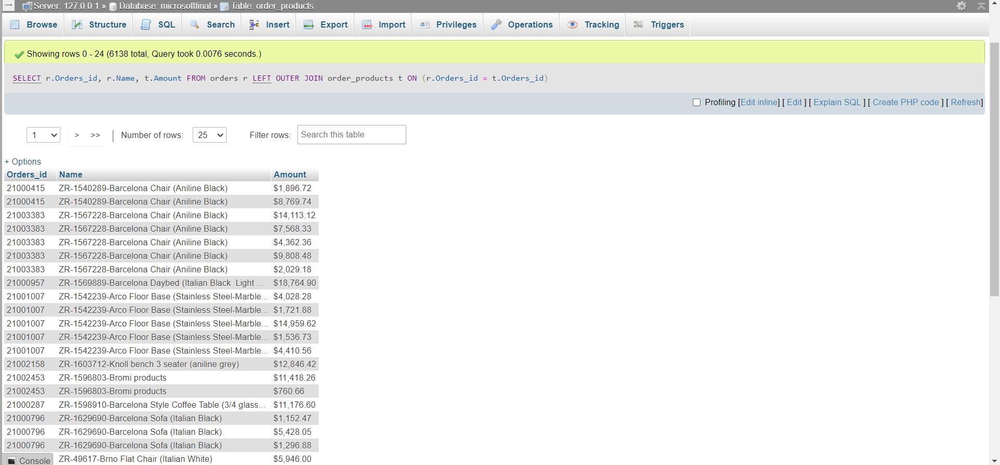 Server: 127.0.0.1 » Database: microsoftfinal » Table: order_products
Browse Structure SQL Search Insert Export Import Privileges Operations Tracking Triggers
Showing rows 0 - 24 (6138 total, Query took 0.0076 seconds.)
SELECT r.Orders_id, r.Name, t.Amount FROM orders r LEFT OUTER JOIN order_products t ON (r.Orders_id = t.Orders_id)
Profiling [Edit inline] [ Edit ] [ Explain SQL ] [ Create PHP code ] [ Refresh]
1 > >> | Number of rows: 25 Filter rows: Search this table
+ Options
Orders_id Name Amount
21000415 ZR-1540289-Barcelona Chair (Aniline Black) $1,896.72
21000415 ZR-1540289-Barcelona Chair (Aniline Black) $8,769.74
21003383 ZR-1567228-Barcelona Chair (Aniline Black) $14,113.12
21003383 ZR-1567228-Barcelona Chair (Aniline Black) $7,568.33
21003383 ZR-1567228-Barcelona Chair (Aniline Black) $4,362.36
21003383 ZR-1567228-Barcelona Chair (Aniline Black) $9,808.48
21003383 ZR-1567228-Barcelona Chair (Aniline Black) $2,029.18
21000957 ZR-1569889-Barcelona Daybed (Italian Black  Light ... $18,764.90
21001007 ZR-1542239-Arco Floor Base (Stainless Steel-Marble... $4,028.28
21001007 ZR-1542239-Arco Floor Base (Stainless Steel-Marble... $1,721.88
21001007 ZR-1542239-Arco Floor Base (Stainless Steel-Marble... $14,959.62
21001007 ZR-1542239-Arco Floor Base (Stainless Steel-Marble... $1,536.73
21001007 ZR-1542239-Arco Floor Base (Stainless Steel-Marble... $4,410.56
21002158 ZR-1603712-Knoll bench 3 seater (aniline grey) $12,846.42
21002453 ZR-1596803-Bromi products $11,418.26
21002453 ZR-1596803-Bromi products $760.66
21000287 ZR-1598910-Barcelona Style Coffee Table (3/4 glass... $11,176.60
21000796 ZR-1629690-Barcelona Sofa (Italian Black) $1,152.47
21000796 ZR-1629690-Barcelona Sofa (Italian Black) $5,428.05
21000796 ZR-1629690-Barcelona Sofa (Italian Black) $1,296.88
Console ZR-49617-Brno Flat Chair (Italian White) $5,946.00